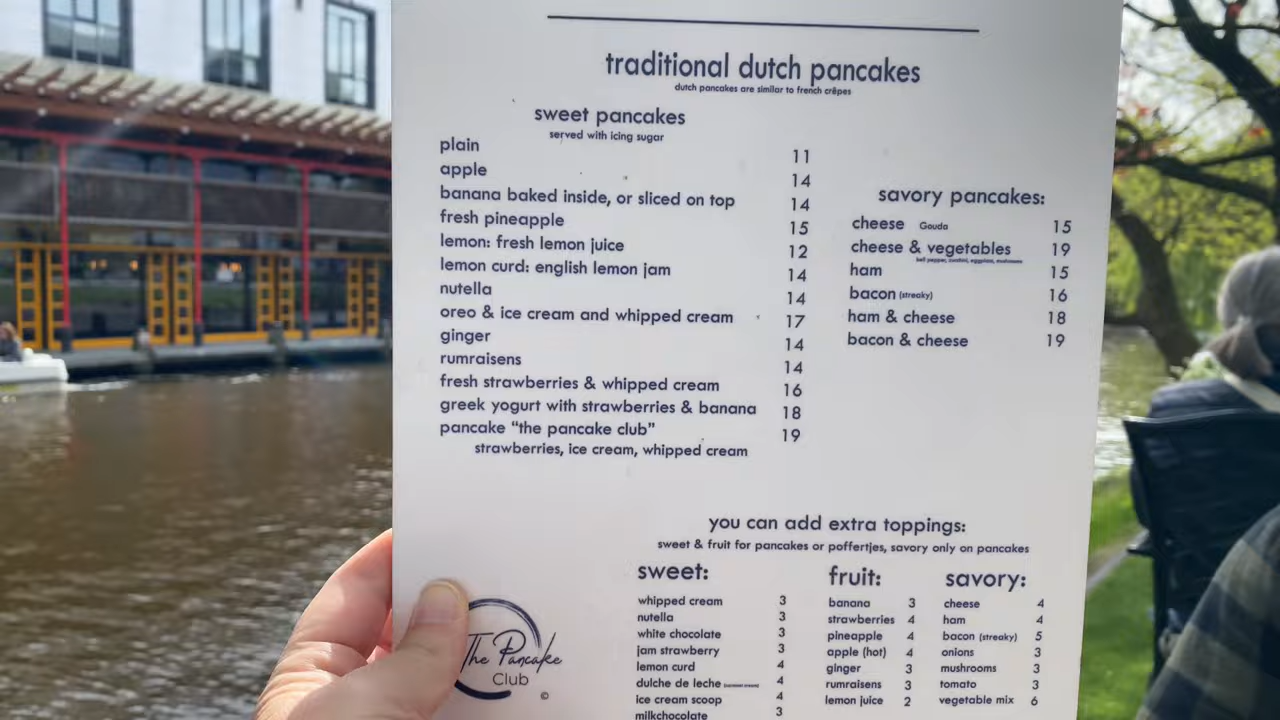 traditional dutch pancakes
dutch pancakes are similar to french crêpes
sweet pancakes
served with icing sugar
plain 11
apple 14
banana baked inside, or sliced on top 14
fresh pineapple 15
lemon: fresh lemon juice 12
lemon curd: english lemon jam 14
nutella 14
oreo & ice cream and whipped cream 17
ginger 14
rumraisens 14
fresh strawberries & whipped cream 16
greek yogurt with strawberries & banana 18
pancake “the pancake club” 19
strawberries, ice cream, whipped cream
savory pancakes:
cheese Gouda 15
cheese & vegetables 19
bell pepper, zucchini, eggplant, mushrooms
ham 15
bacon (streaky) 16
ham & cheese 18
bacon & cheese 19
you can add extra toppings:
sweet & fruit for pancakes or poffertjes, savory only on pancakes
sweet:
whipped cream 3
nutella 3
white chocolate 3
jam strawberry 3
lemon curd 4
dulche de leche 4
ice cream scoop 4
milkchocolate 3
fruit:
banana 3
strawberries 4
pineapple 4
apple (hot) 4
ginger 3
rumraisens 3
lemon juice 2
savory:
cheese 4
ham 4
bacon (streaky) 5
onions 3
mushrooms 3
tomato 3
vegetable mix 6
The Pancake
Club
©